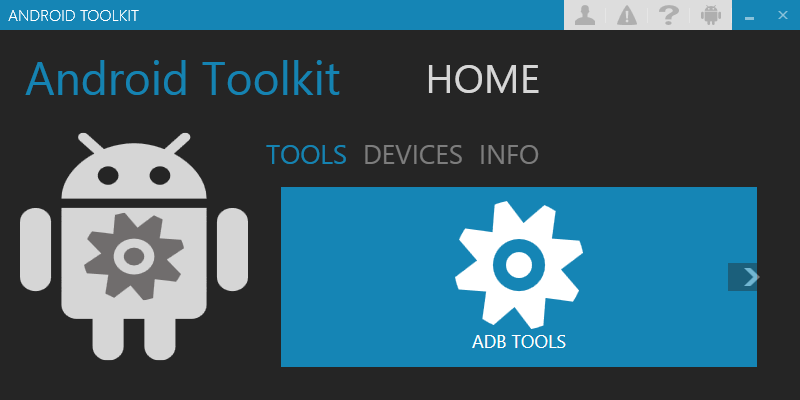 ANDROID TOOLKIT
Android Toolkit HOME
TOOLS DEVICES INFO
ADB TOOLS